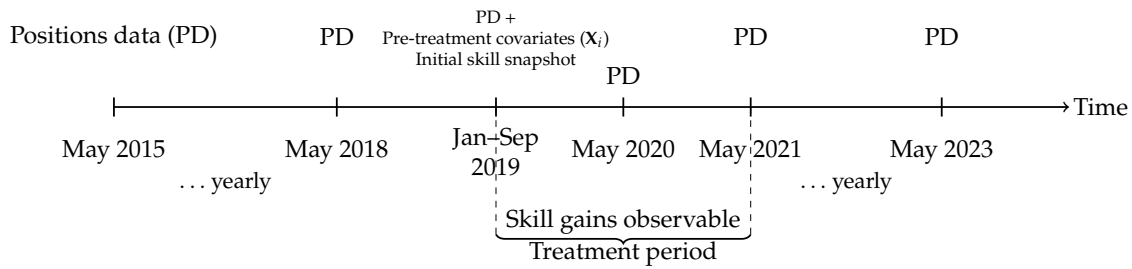 PD +
Positions data (PD)
PD
Pre-treatment covariates (Xᵢ)
PD
PD
Initial skill snapshot
PD
Time
May 2015
May 2018
Jan–Sep
2019
May 2020
May 2021
May 2023
... yearly
... yearly
Skill gains observable
Treatment period